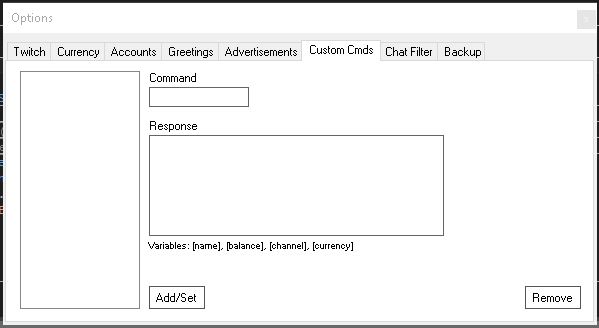 Options
Twitch Currency Accounts Greetings Advertisements Custom Cmds Chat Filter Backup
Command
Response
Variables: [name], [balance], [channel], [currency]
Add/Set Remove